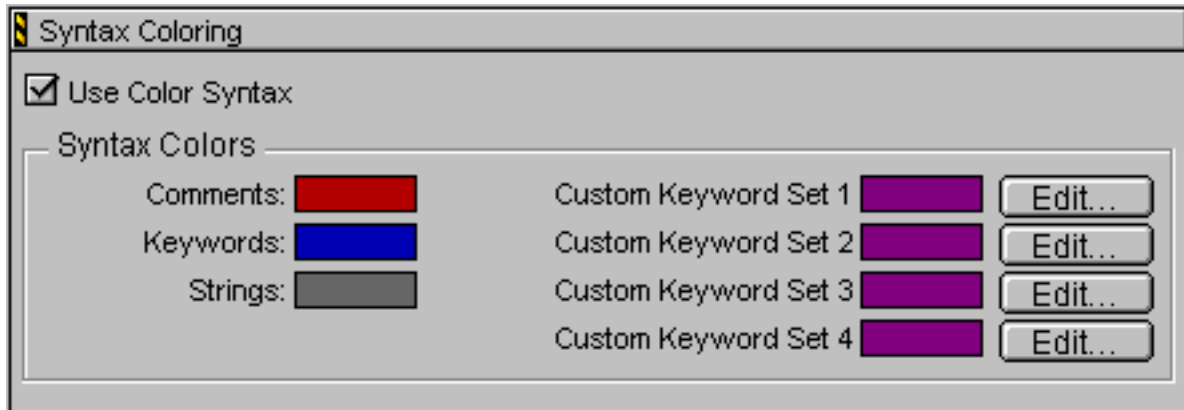 Syntax Coloring
Use Color Syntax
Syntax Colors
Comments:
Keywords:
Strings:
Custom Keyword Set 1 Edit...
Custom Keyword Set 2 Edit...
Custom Keyword Set 3 Edit...
Custom Keyword Set 4 Edit...